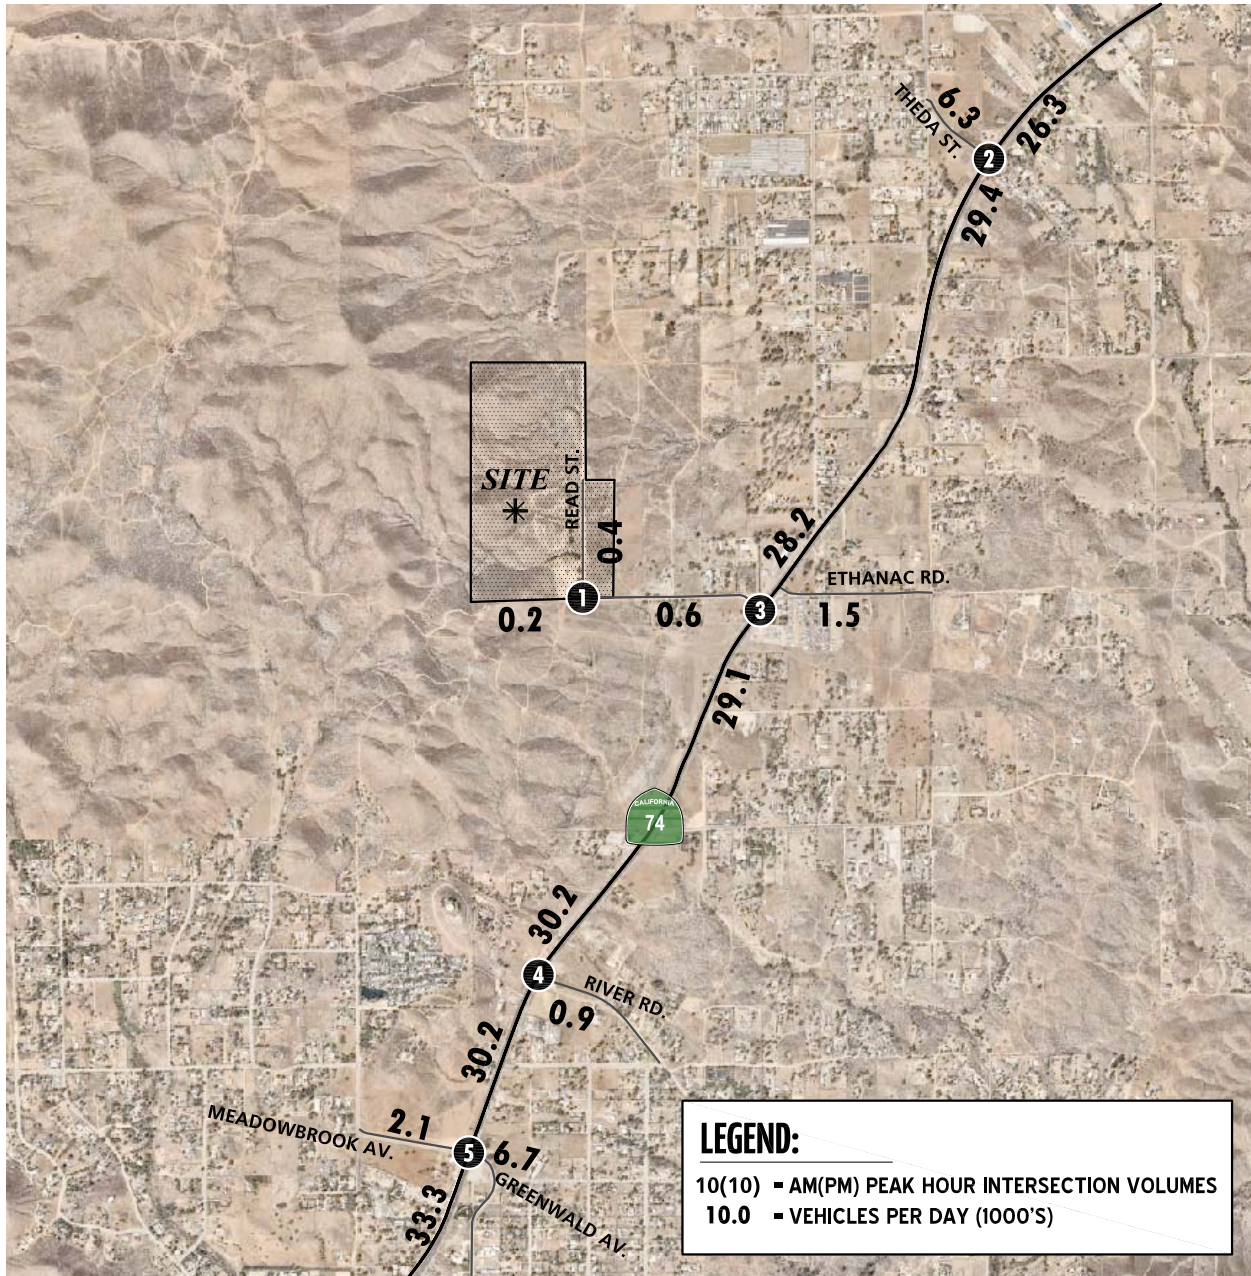 THEDA ST.
6.3
26.3
2
29.4
SITE
READ ST.
0.4
28.2
ETHANAC RD.
1
0.2
0.6
3
1.5
29.1
CALIFORNIA
74
30.2
4
RIVER RD.
0.9
30.2
MEADOWBROOK AV.
2.1
5
6.7
GREENWALD AV.
33.3
LEGEND:
10(10) = AM(PM) PEAK HOUR INTERSECTION VOLUMES
10.0 = VEHICLES PER DAY (1000'S)